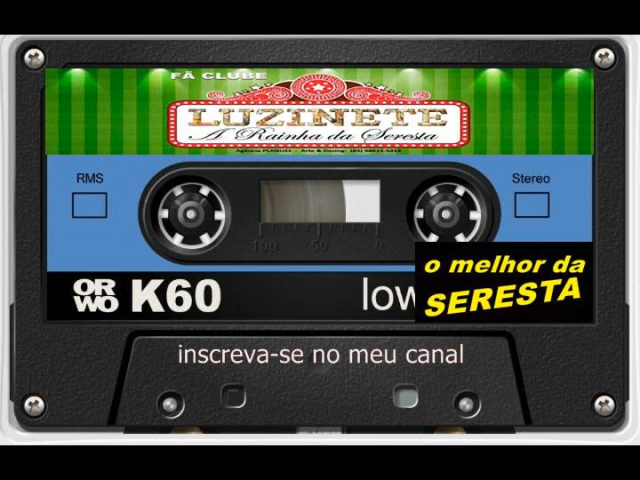 FÃ CLUBE
LUZINETE
A Rainha da Seresta
RMS
Stereo
100 50 0
ORWO K60
low
o melhor da
SERESTA
inscreva-se no meu canal